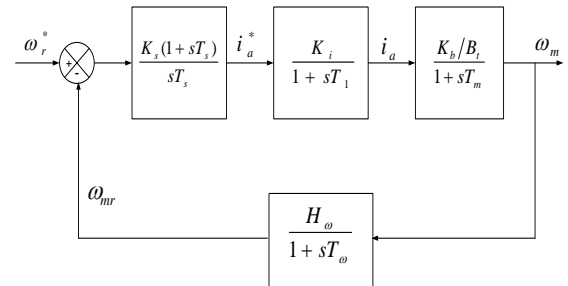 ω_r^*
+
-
K_s(1+sT_s) / sT_s
i_a^*
K_i / 1 + sT_1
i_a
K_b/B_t / 1+sT_m
ω_m
ω_mr
H_ω / 1+sT_ω